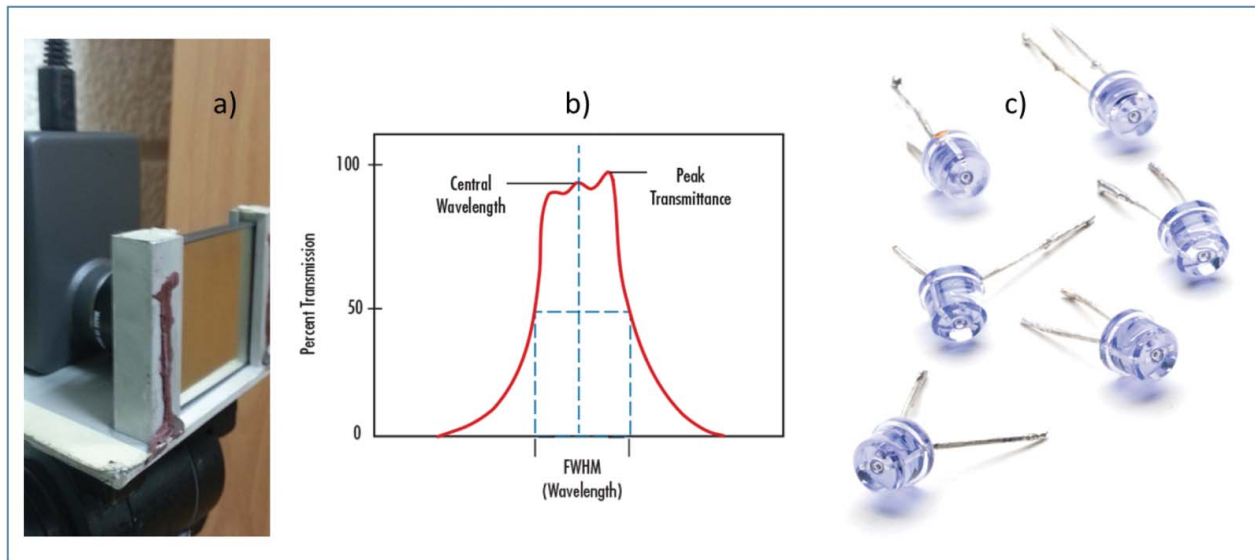 a)
b)
c)
100
50
0
Percent Transmission
Central
Wavelength
Peak
Transmittance
FWHM
(Wavelength)